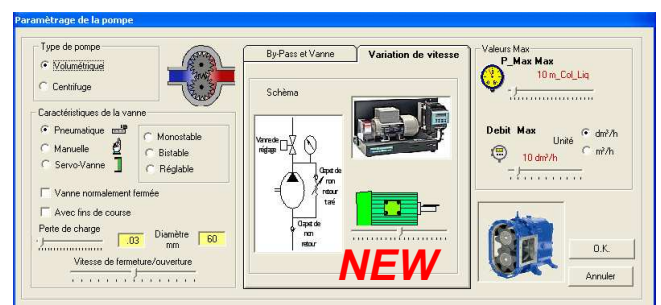 Paramètrage de la pompe
Type de pompe
Volumétrique
Centrifuge
Caractéristiques de la vanne
Pneumatique
Manuelle
Servo-Vanne
Monostable
Bistable
Réglable
Vanne normalement fermée
Avec fins de course
Perte de charge
.03
Diamètre
mm
60
Vitesse de fermeture/ouverture
By-Pass et Vanne
Variation de vitesse
Schèma
Vanne de
réglage
Clapet de
non
retour
taré
Clapet de
non
retour
NEW
Valeurs Max
P_Max Max
10 m_Col_Liq
Debit Max
Unité
dm³/h
m³/h
10 dm³/h
O.K.
Annuler